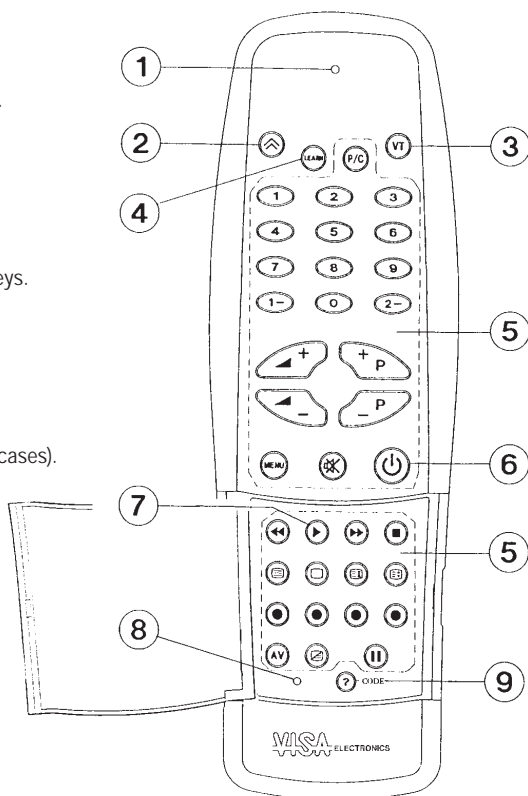 1
2
3
LEARN
P/C
VT
4
1 2 3
4 5 6
eys.
7 8 9
1- 0 2-
5
+ + P
- - P
cases).
MENU
6
7
5
8
AV
? CODE
9
VISA ELECTRONICS